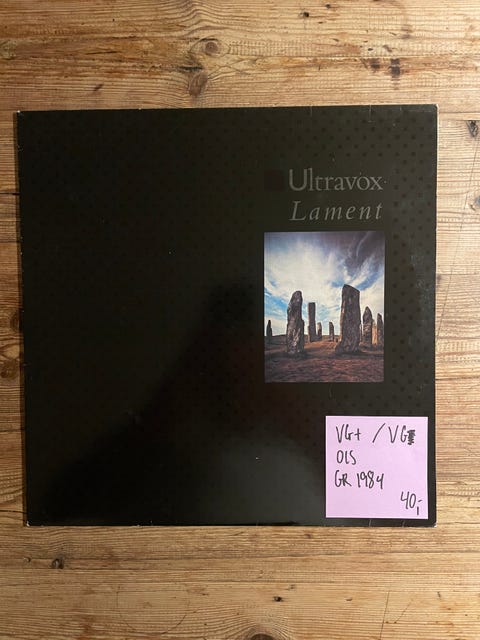 Ultravox
Lament
VG+ / VG
OIS
GR 1984
40,-